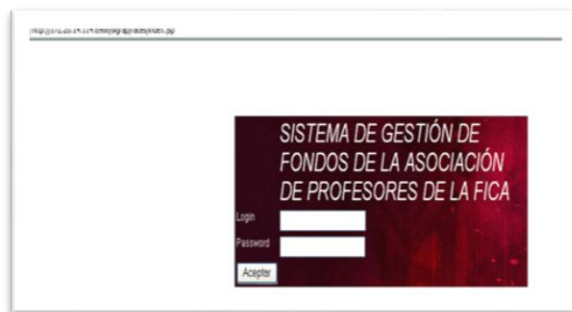 SISTEMA DE GESTIÓN DE
FONDOS DE LA ASOCIACIÓN
DE PROFESORES DE LA FICA
Login
Password
Aceptar